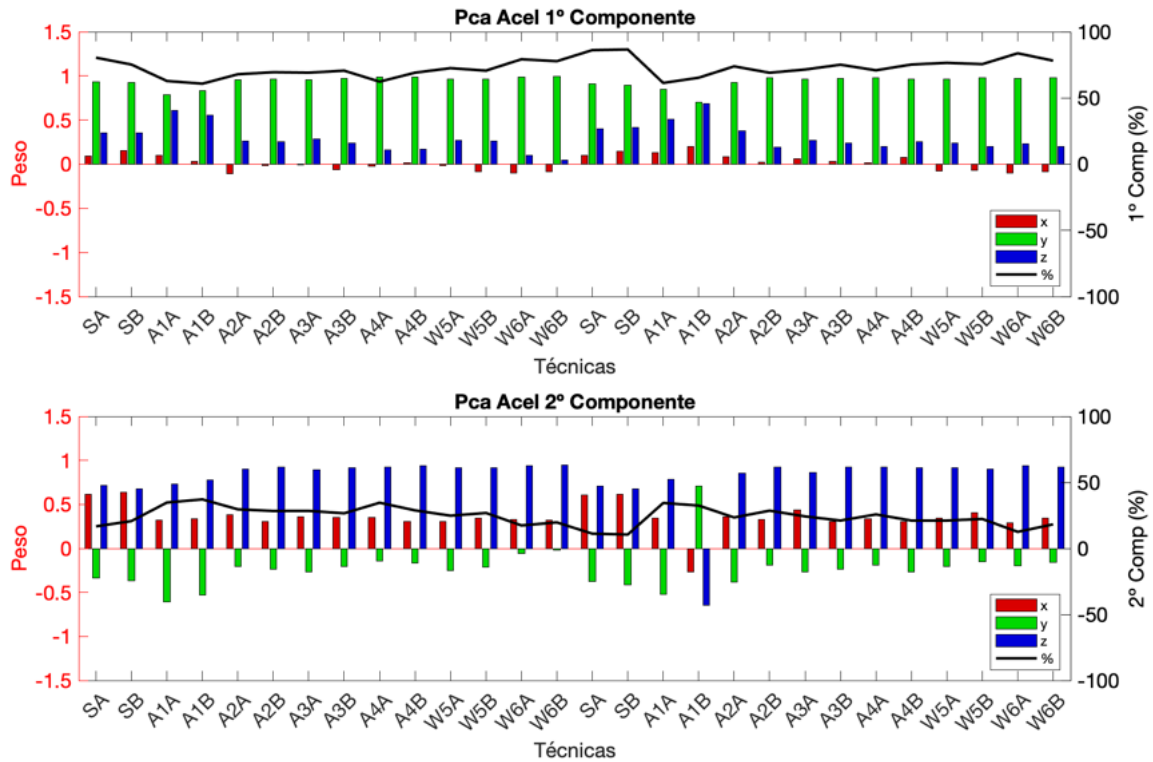 Pca Acel 1º Componente
1.5
1
0.5
0
-0.5
-1
-1.5
Peso
100
50
0
-50
-100
1º Comp (%)
x
y
z
%
SA SB A1A A1B A2A A2B A3A A3B A4A A4B W5A W5B W6A W6B SA SB A1A A1B A2A A2B A3A A3B A4A A4B W5A W5B W6A W6B
Técnicas
Pca Acel 2º Componente
1.5
1
0.5
0
-0.5
-1
-1.5
Peso
100
50
0
-50
-100
2º Comp (%)
x
y
z
%
SA SB A1A A1B A2A A2B A3A A3B A4A A4B W5A W5B W6A W6B SA SB A1A A1B A2A A2B A3A A3B A4A A4B W5A W5B W6A W6B
Técnicas